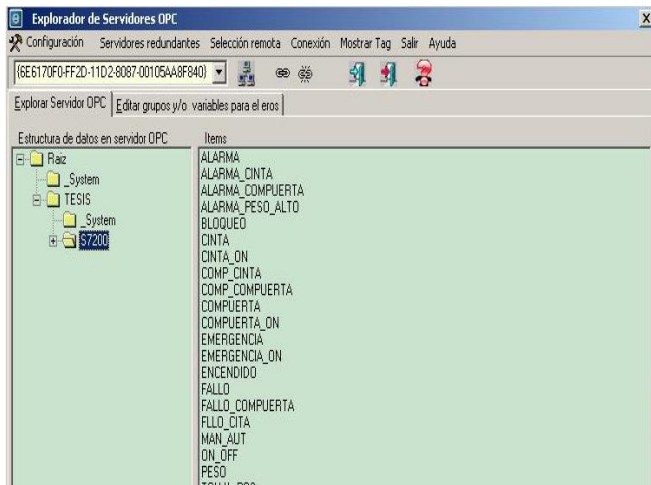 Explorador de Servidores OPC
Configuración Servidores redundantes Selección remota Conexión Mostrar Tag Salir Ayuda
{6E6170F0-FF2D-11D2-8087-00105AA8F840}
Explorar Servidor OPC Editar grupos y/o variables para el eros
Estructura de datos en servidor OPC
Raiz
_System
TESIS
_System
S7200
Items
ALARMA
ALARMA_CINTA
ALARMA_COMPUERTA
ALARMA_PESO_ALTO
BLOQUEO
CINTA
CINTA_ON
COMP_CINTA
COMP_COMPUERTA
COMPUERTA
COMPUERTA_ON
EMERGENCIA
EMERGENCIA_ON
ENCENDIDO
FALLO
FALLO_COMPUERTA
FLLO_CITA
MAN_AUT
ON_OFF
PESO